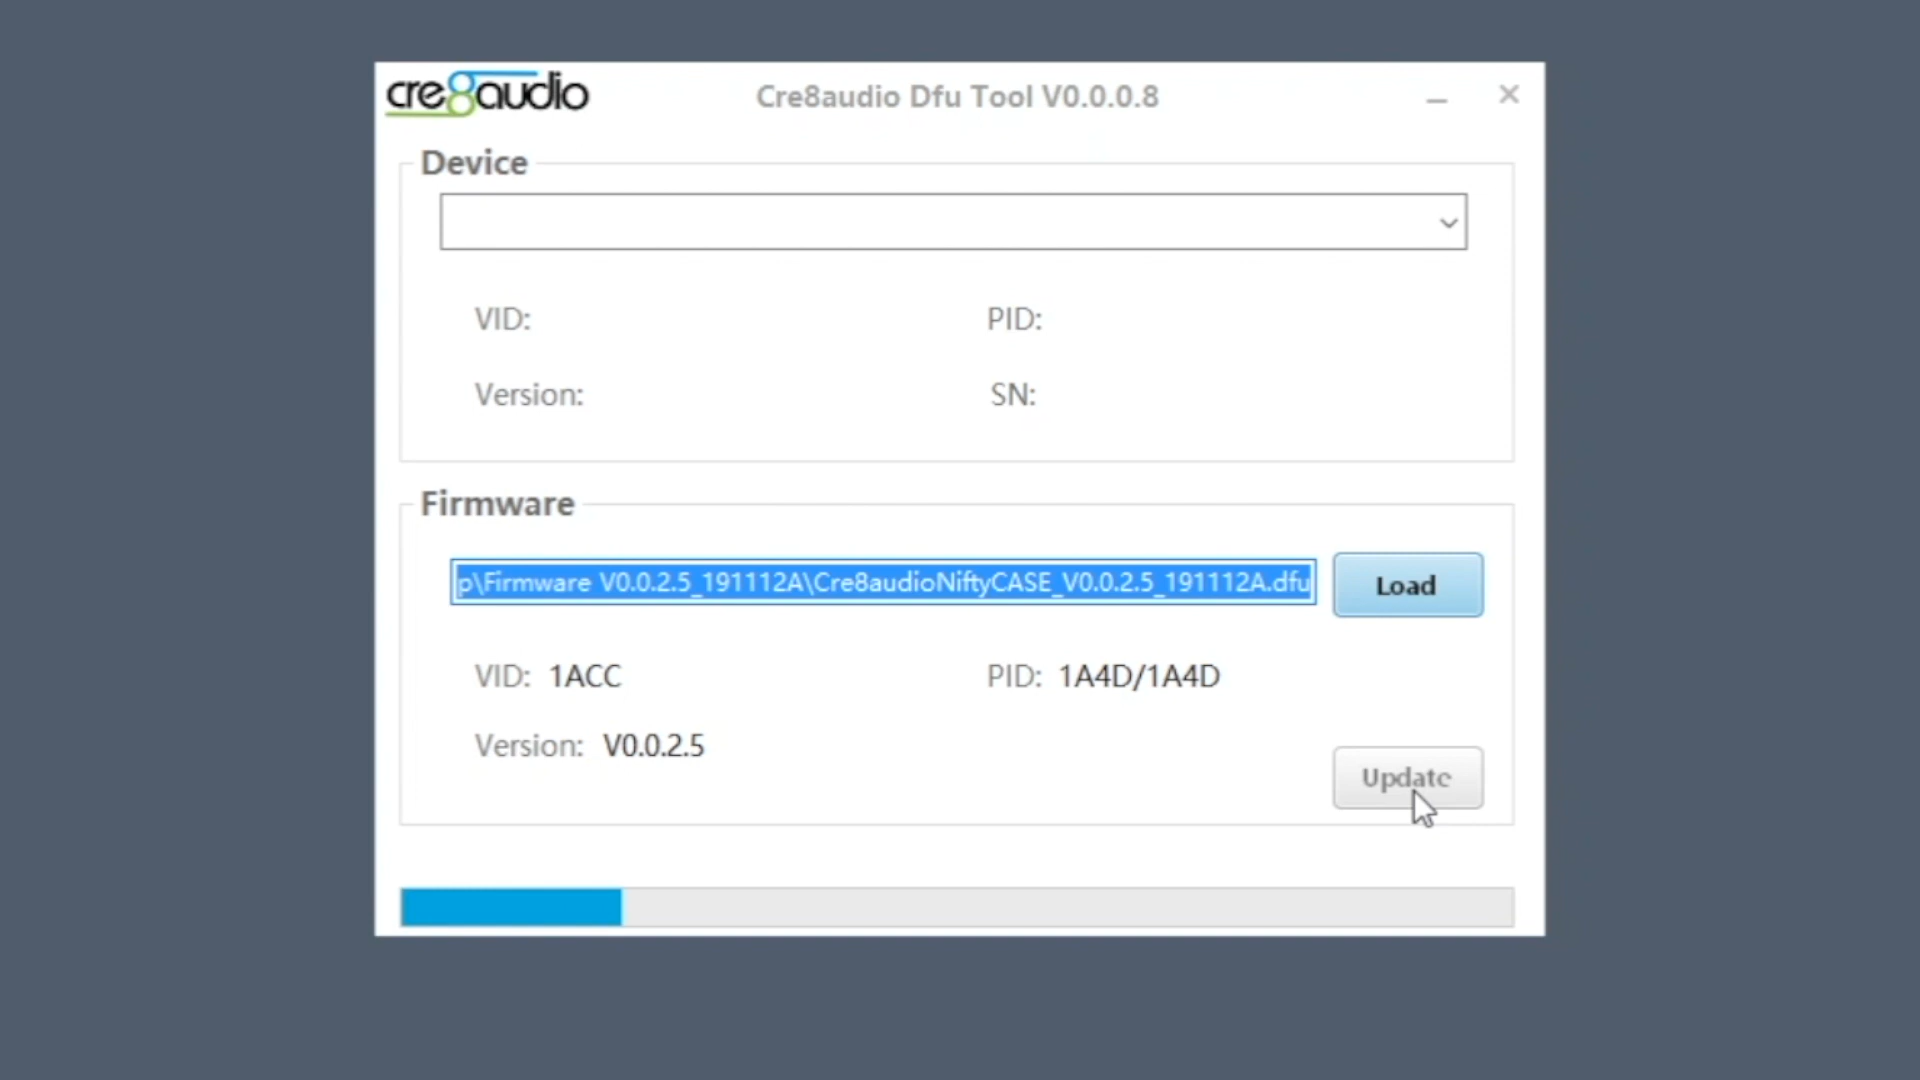 cre8audio
Cre8audio Dfu Tool V0.0.0.8
Device
VID:
PID:
Version:
SN:
Firmware
p\Firmware V0.0.2.5_191112A\Cre8audioNiftyCASE_V0.0.2.5_191112A.dfu
Load
VID: 1ACC
PID: 1A4D/1A4D
Version: V0.0.2.5
Update